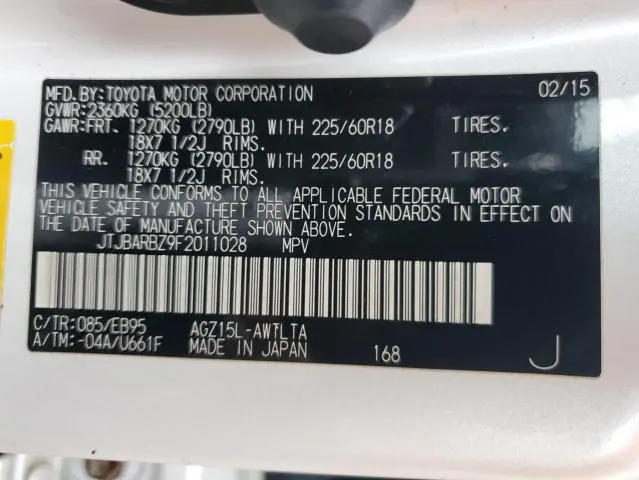 MFD. BY: TOYOTA MOTOR CORPORATION 02/15
GVWR: 2360KG (5200LB)
GAWR: FRT. 1270KG (2790LB) WITH 225/60R18 TIRES.
18X7 1/2J RIMS.
RR. 1270KG (2790LB) WITH 225/60R18 TIRES.
18X7 1/2J RIMS.
THIS VEHICLE CONFORMS TO ALL APPLICABLE FEDERAL MOTOR
VEHICLE SAFETY AND THEFT PREVENTION STANDARDS IN EFFECT ON
THE DATE OF MANUFACTURE SHOWN ABOVE.
JTJBARBZ9F2011028 MPV
C/TR: 085/EB95 AGZ15L-AWTLTA
A/TM: -04A/U661F MADE IN JAPAN 168 J